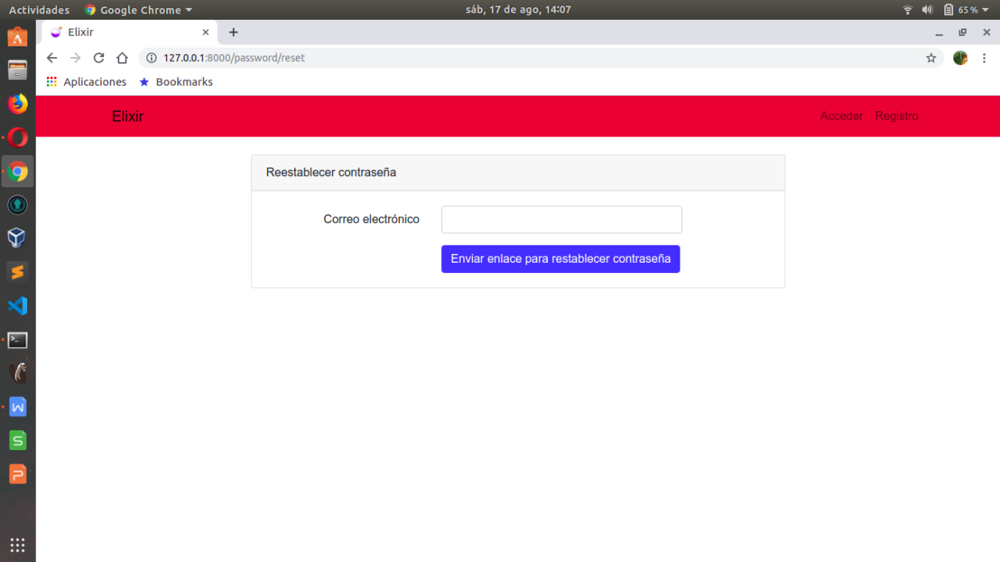 Actividades Google Chrome sáb, 17 de ago, 14:07 65 %
Elixir
127.0.0.1:8000/password/reset
Aplicaciones Bookmarks
Elixir Acceder Registro
Reestablecer contraseña
Correo electrónico
Enviar enlace para restablecer contraseña